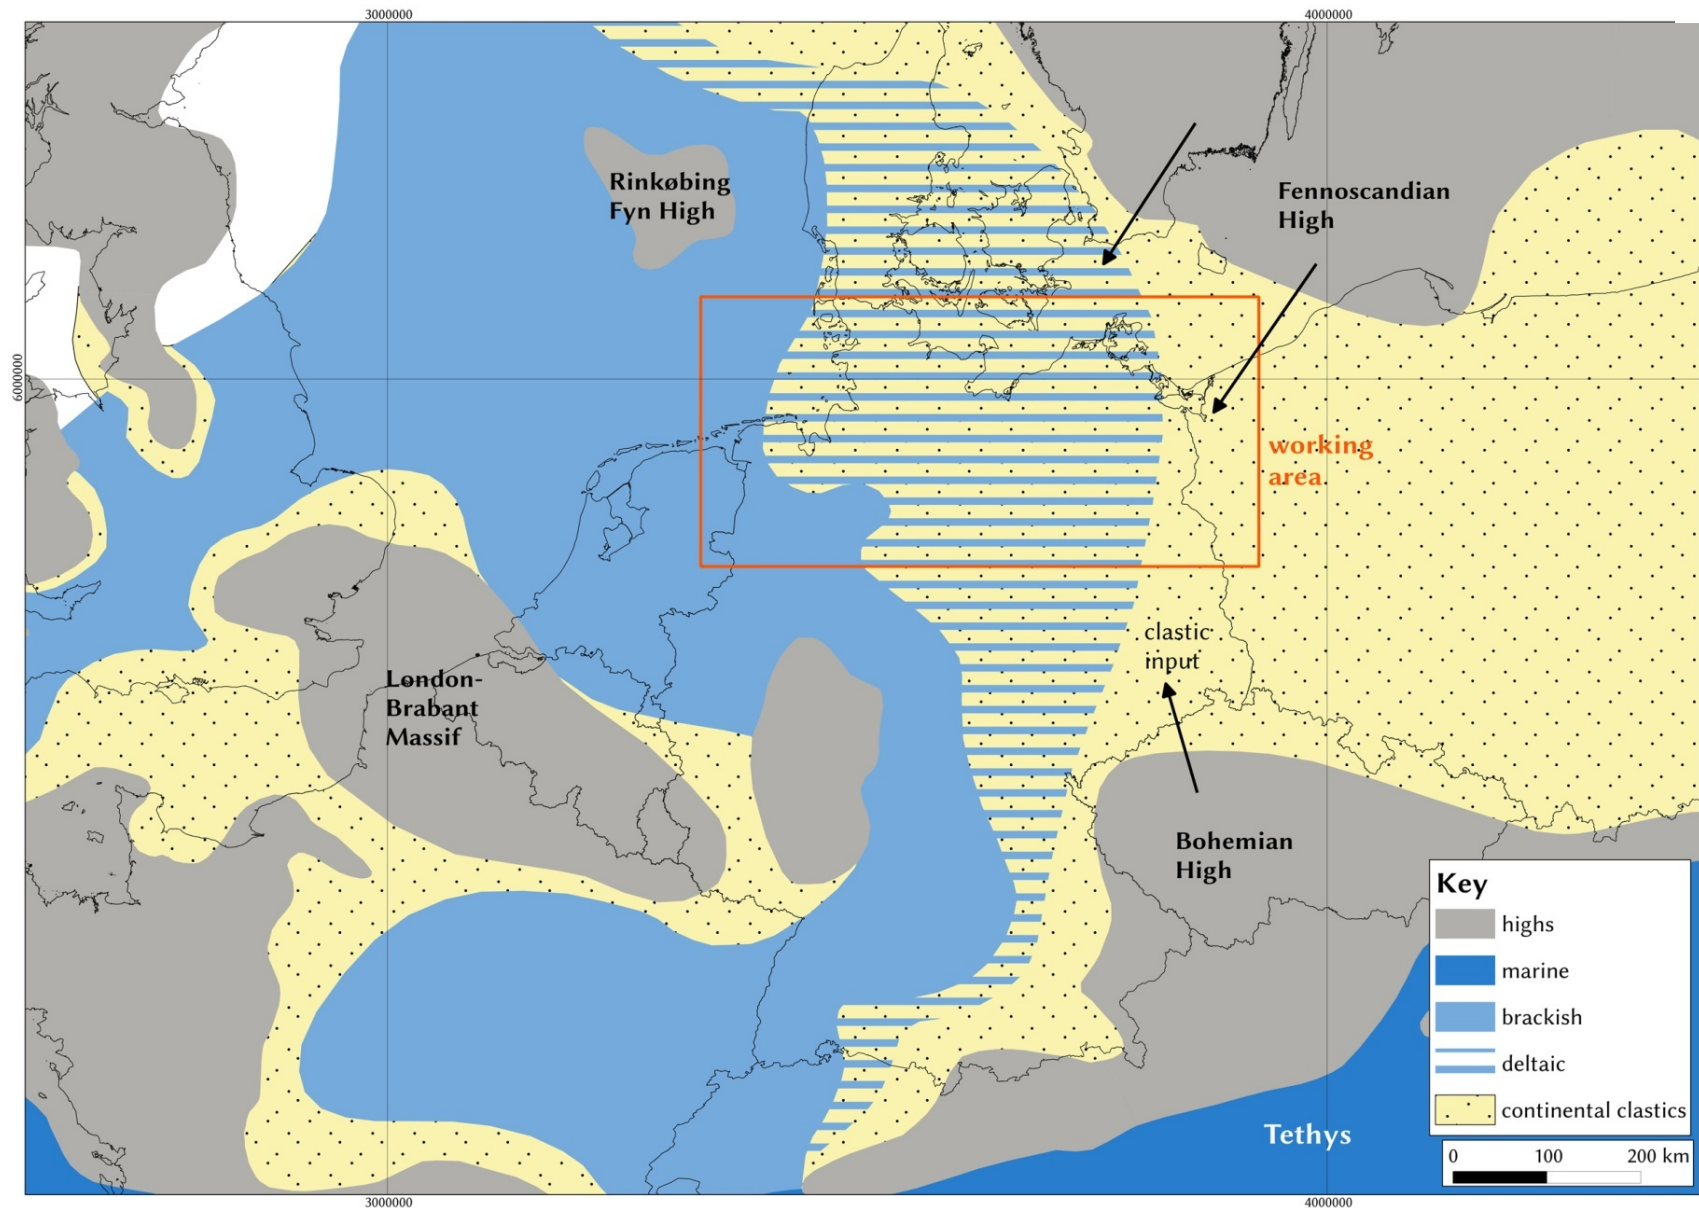 3000000
4000000
6000000
Rinkøbing
Fyn High
Fennoscandian
High
working
area
clastic
input
London-
Brabant
Massif
Bohemian
High
Tethys
Key
highs
marine
brackish
deltaic
continental clastics
0 100 200 km
3000000
4000000